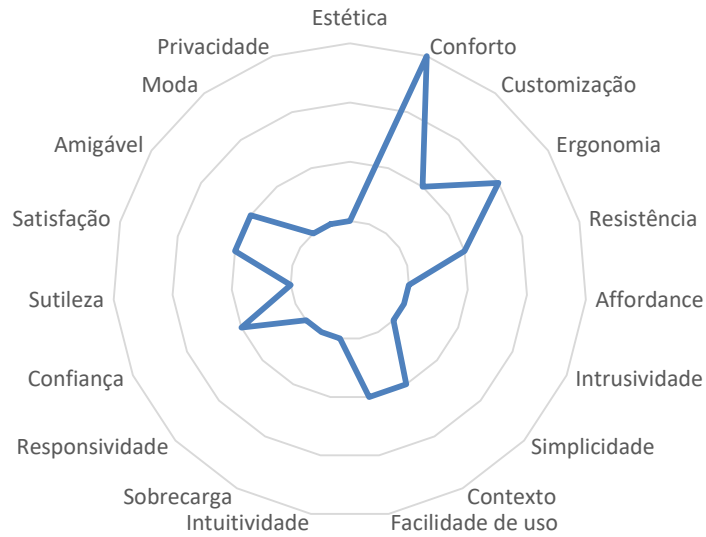 Estética
Conforto
Customização
Ergonomia
Resistência
Affordance
Intrusividade
Simplicidade
Contexto
Facilidade de uso
Intuitividade
Sobrecarga
Responsividade
Confiança
Sutileza
Satisfação
Amigável
Moda
Privacidade